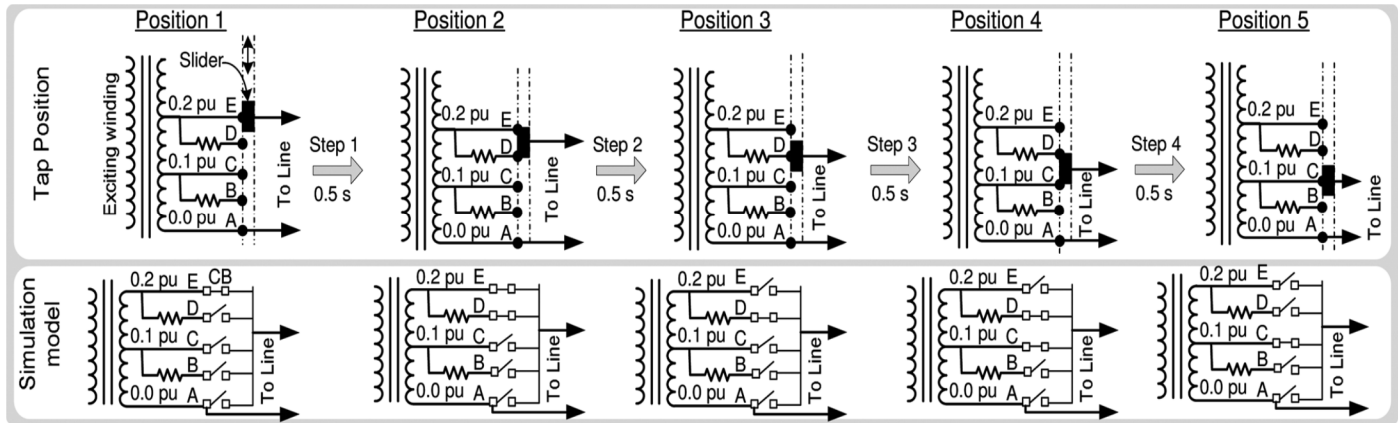 Position 1
Position 2
Position 3
Position 4
Position 5
Tap Position
Exciting winding
Slider
0.2 pu E
D
0.1 pu C
B
0.0 pu A
To Line
Step 1
0.5 s
0.2 pu E
D
0.1 pu C
B
0.0 pu A
To Line
Step 2
0.5 s
0.2 pu E
D
0.1 pu C
B
0.0 pu A
To Line
Step 3
0.5 s
0.2 pu E
D
0.1 pu C
B
0.0 pu A
To Line
Step 4
0.5 s
0.2 pu E
D
0.1 pu C
B
0.0 pu A
To Line
Simulation
model
0.2 pu E CB
D
0.1 pu C
B
0.0 pu A
To Line
0.2 pu E
D
0.1 pu C
B
0.0 pu A
To Line
0.2 pu E
D
0.1 pu C
B
0.0 pu A
To Line
0.2 pu E
D
0.1 pu C
B
0.0 pu A
To Line
0.2 pu E
D
0.1 pu C
B
0.0 pu A
To Line